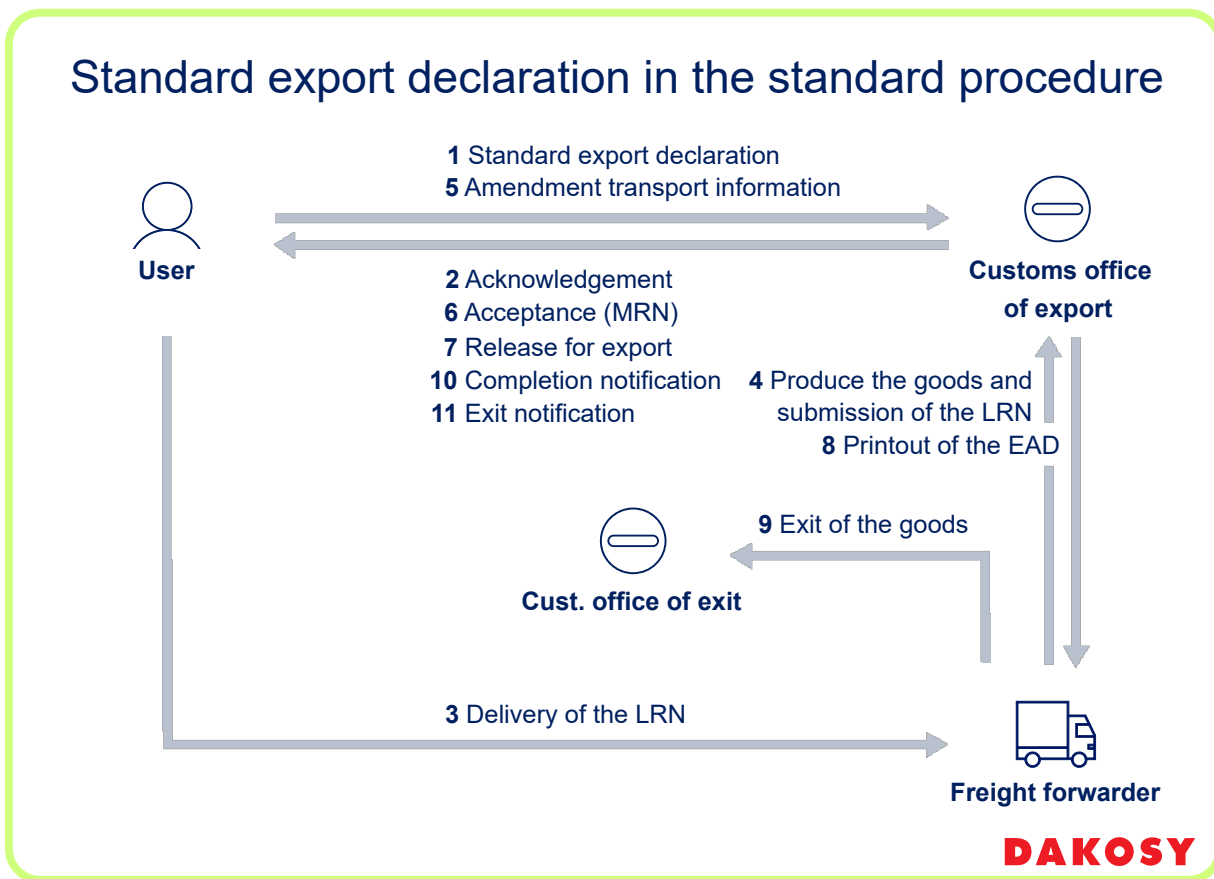 Standard export declaration in the standard procedure
1 Standard export declaration
5 Amendment transport information
User
Customs office
of export
2 Acknowledgement
6 Acceptance (MRN)
7 Release for export
10 Completion notification
11 Exit notification
4 Produce the goods and
submission of the LRN
8 Printout of the EAD
9 Exit of the goods
Cust. office of exit
3 Delivery of the LRN
Freight forwarder
DAKOSY